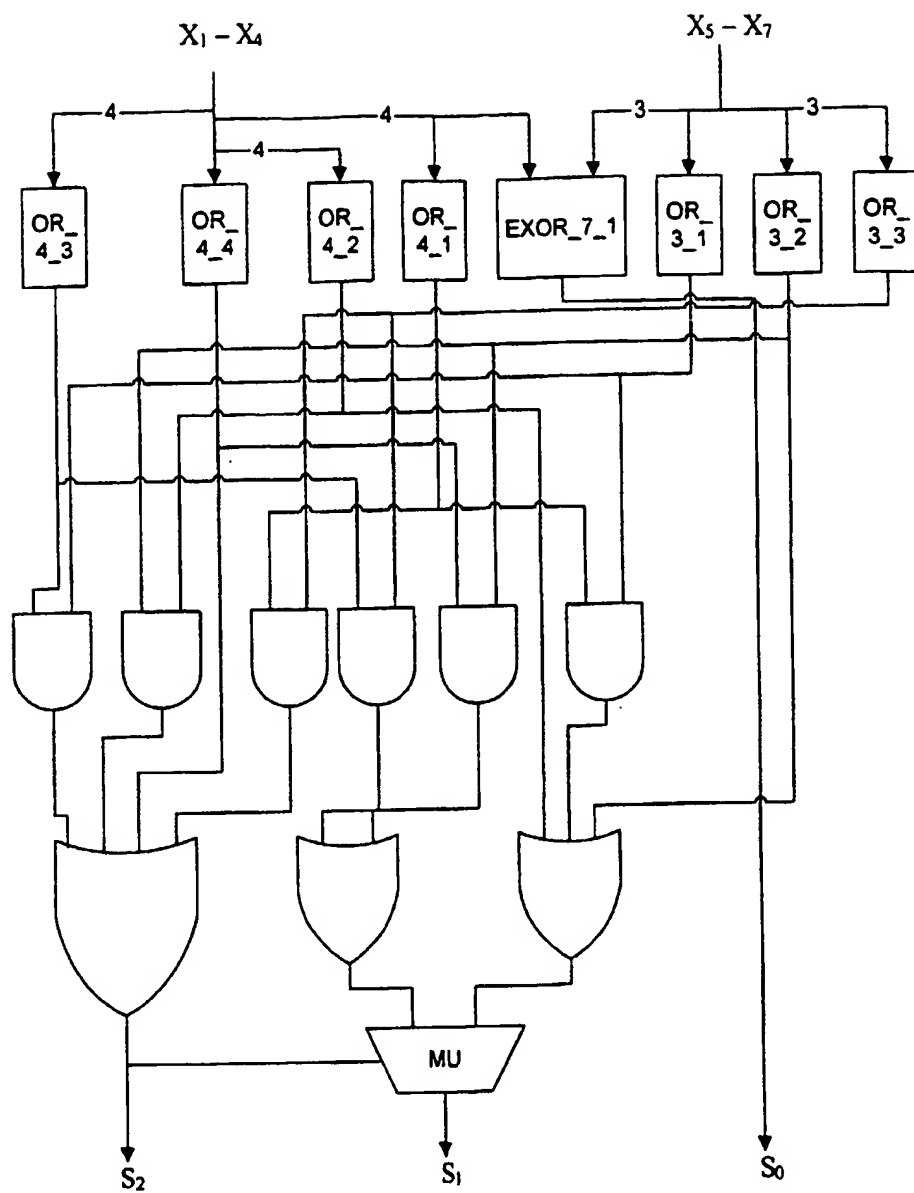 X₁ – X₄
X₅ – X₇
4
4
3
3
4
OR_
4_3
OR_
4_4
OR_
4_2
OR_
4_1
EXOR_7_1
OR_
3_1
OR_
3_2
OR_
3_3
MU
S₂
S₁
S₀